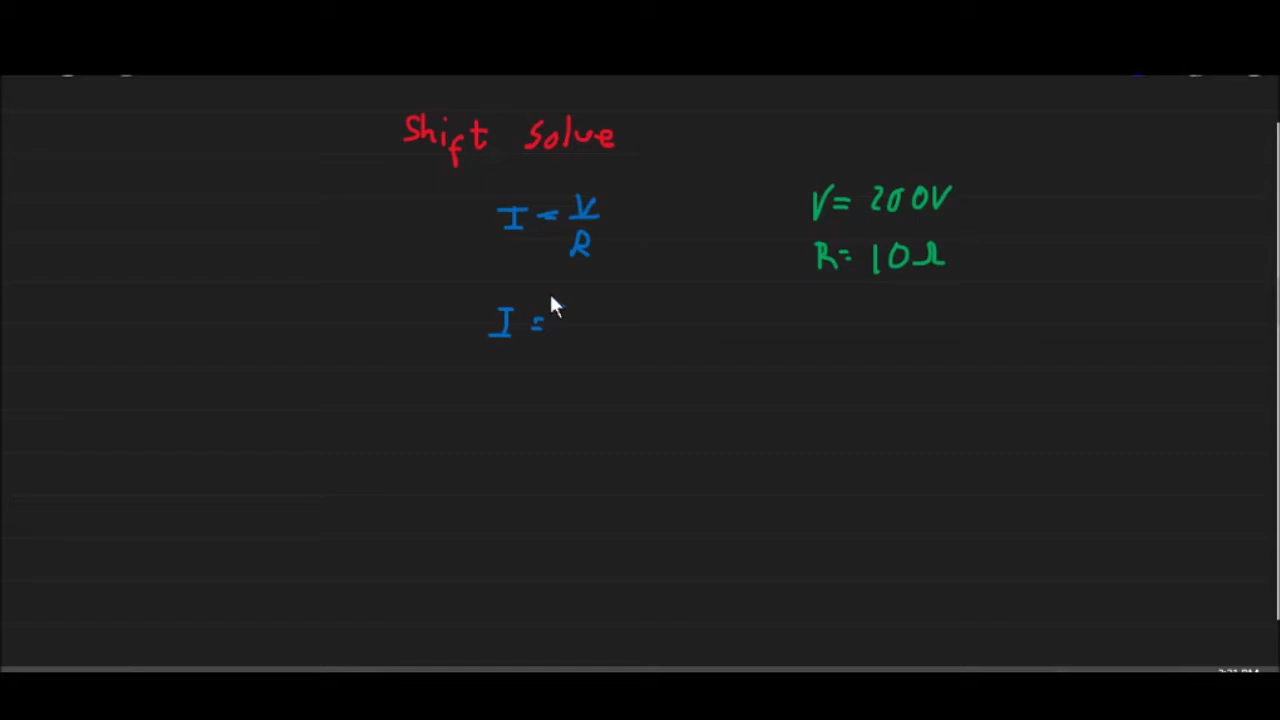 Shift Solve
I = V/R
V = 200V
R = 10Ω
I =